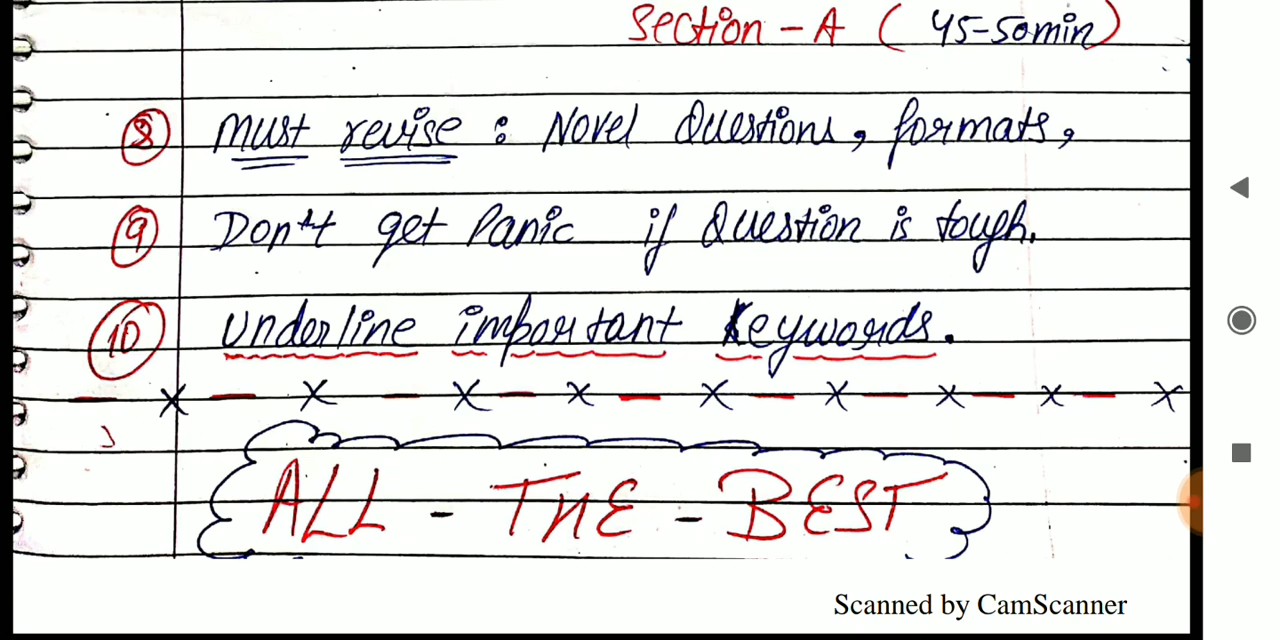 Section - A ( 45-50min)
8 Must revise : Novel Questions, formats,
9 Don't get Panic if Question is tough.
10 Underline important Keywords.
ALL - THE - BEST
Scanned by CamScanner